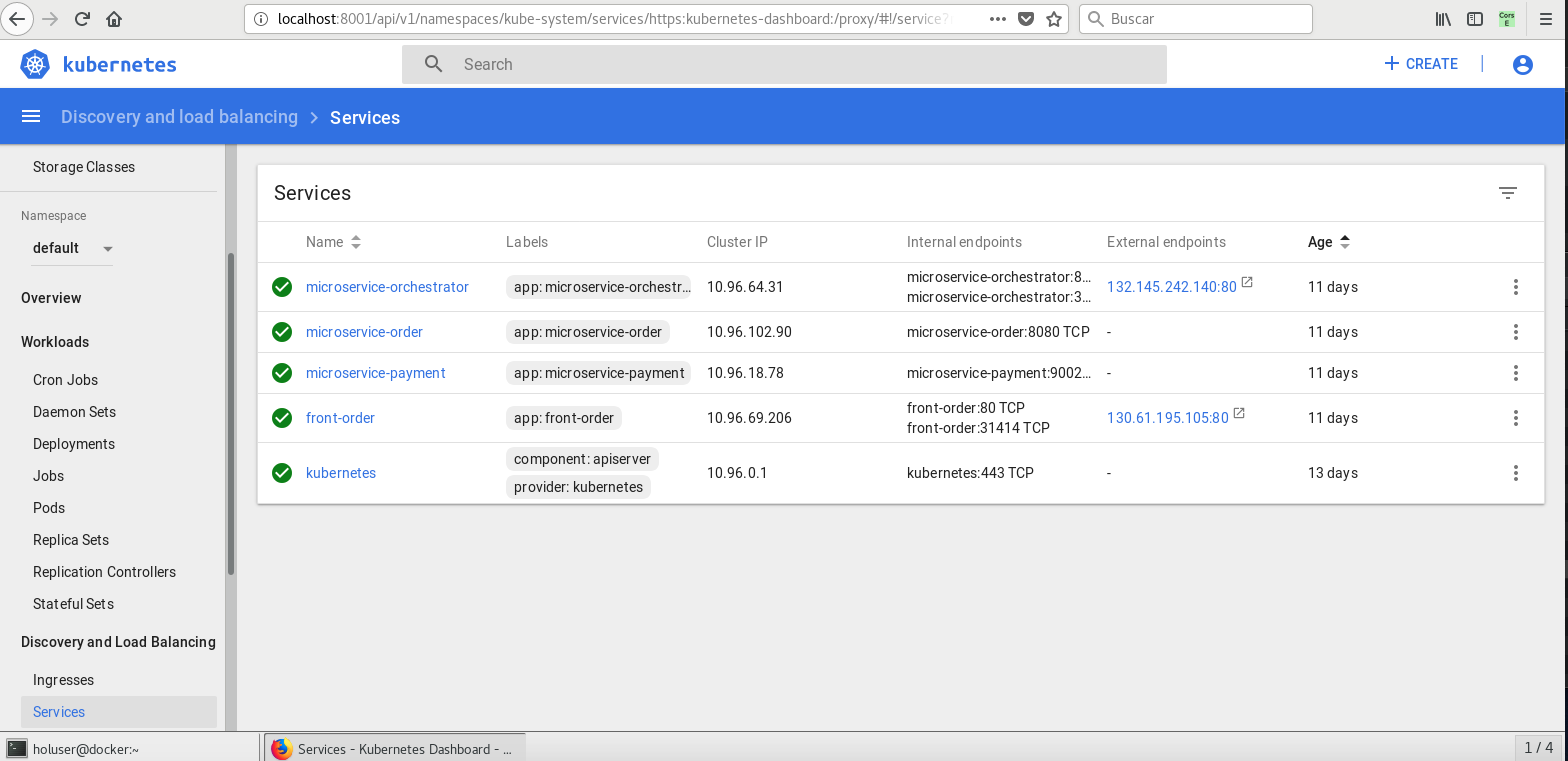 localhost:8001/api/v1/namespaces/kube-system/services/https:kubernetes-dashboard:/proxy/#!/service?
Buscar
Cors
E
kubernetes
Search
CREATE
Discovery and load balancing > Services
Storage Classes
Namespace
default
Overview
Workloads
Cron Jobs
Daemon Sets
Deployments
Jobs
Pods
Replica Sets
Replication Controllers
Stateful Sets
Discovery and Load Balancing
Ingresses
Services
Services
Name Labels Cluster IP Internal endpoints External endpoints Age
microservice-orchestrator app: microservice-orchestr... 10.96.64.31 microservice-orchestrator:8... 132.145.242.140:80 11 days
microservice-orchestrator:3...
microservice-order app: microservice-order 10.96.102.90 microservice-order:8080 TCP - 11 days
microservice-payment app: microservice-payment 10.96.18.78 microservice-payment:9002... - 11 days
front-order app: front-order 10.96.69.206 front-order:80 TCP 130.61.195.105:80 11 days
front-order:31414 TCP
kubernetes component: apiserver 10.96.0.1 kubernetes:443 TCP - 13 days
provider: kubernetes
holuser@docker:~
Services - Kubernetes Dashboard - ...
1 / 4